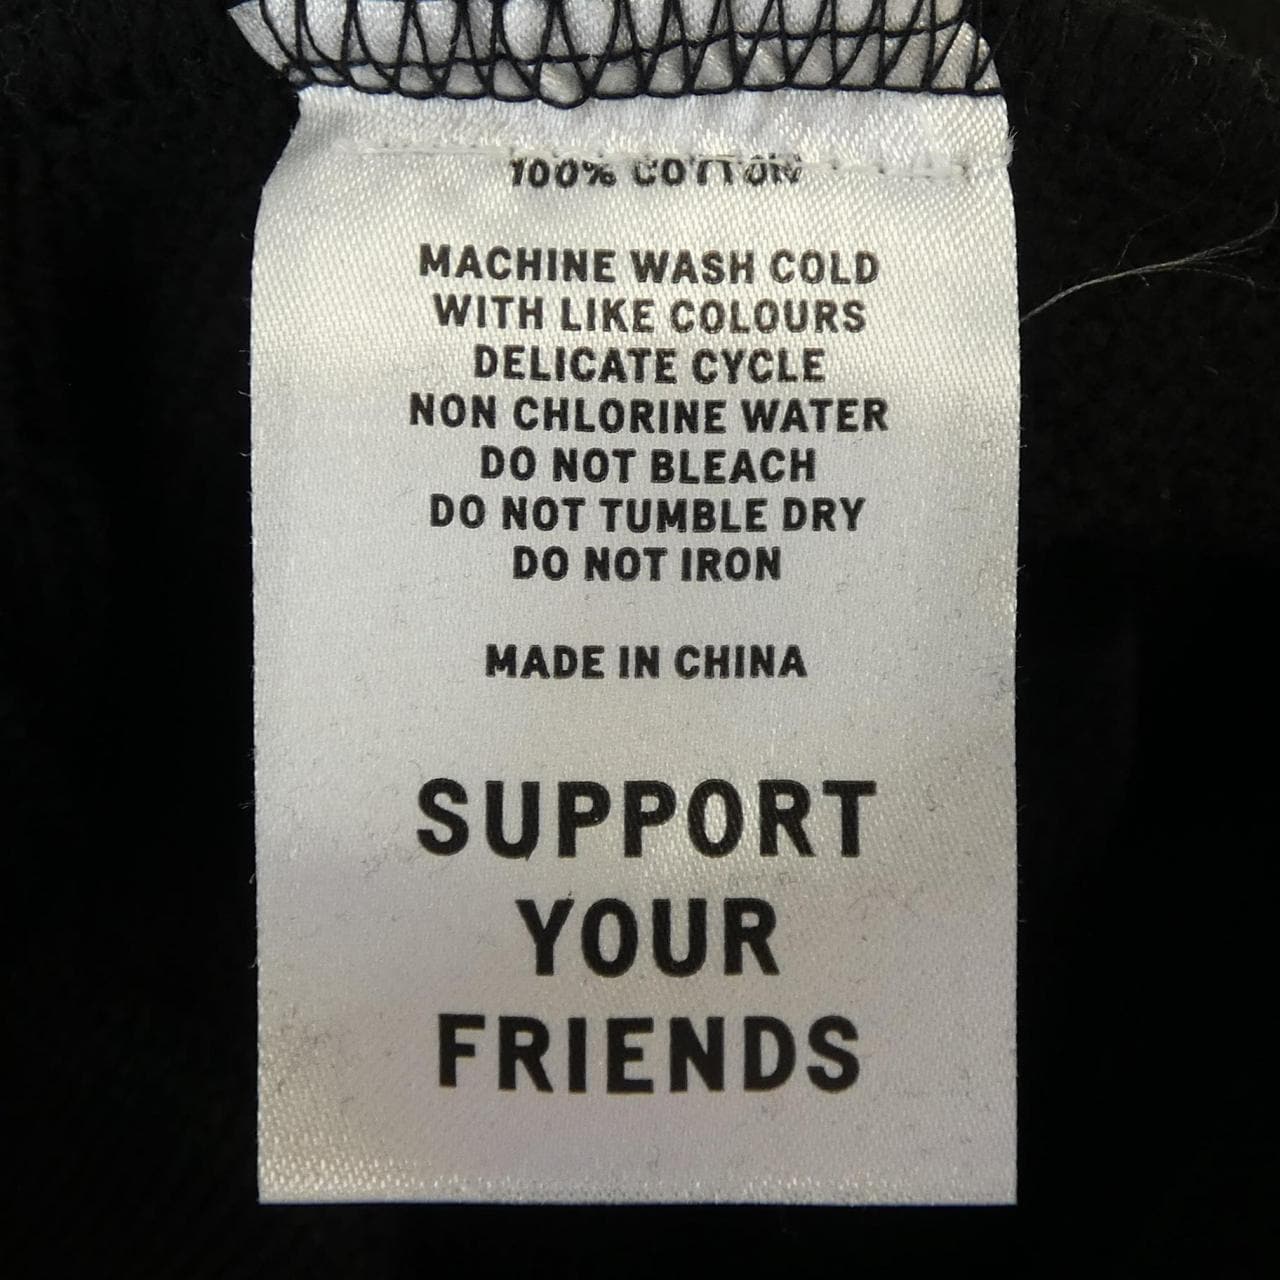 100% COTTON
MACHINE WASH COLD
WITH LIKE COLOURS
DELICATE CYCLE
NON CHLORINE WATER
DO NOT BLEACH
DO NOT TUMBLE DRY
DO NOT IRON
MADE IN CHINA
SUPPORT
YOUR
FRIENDS